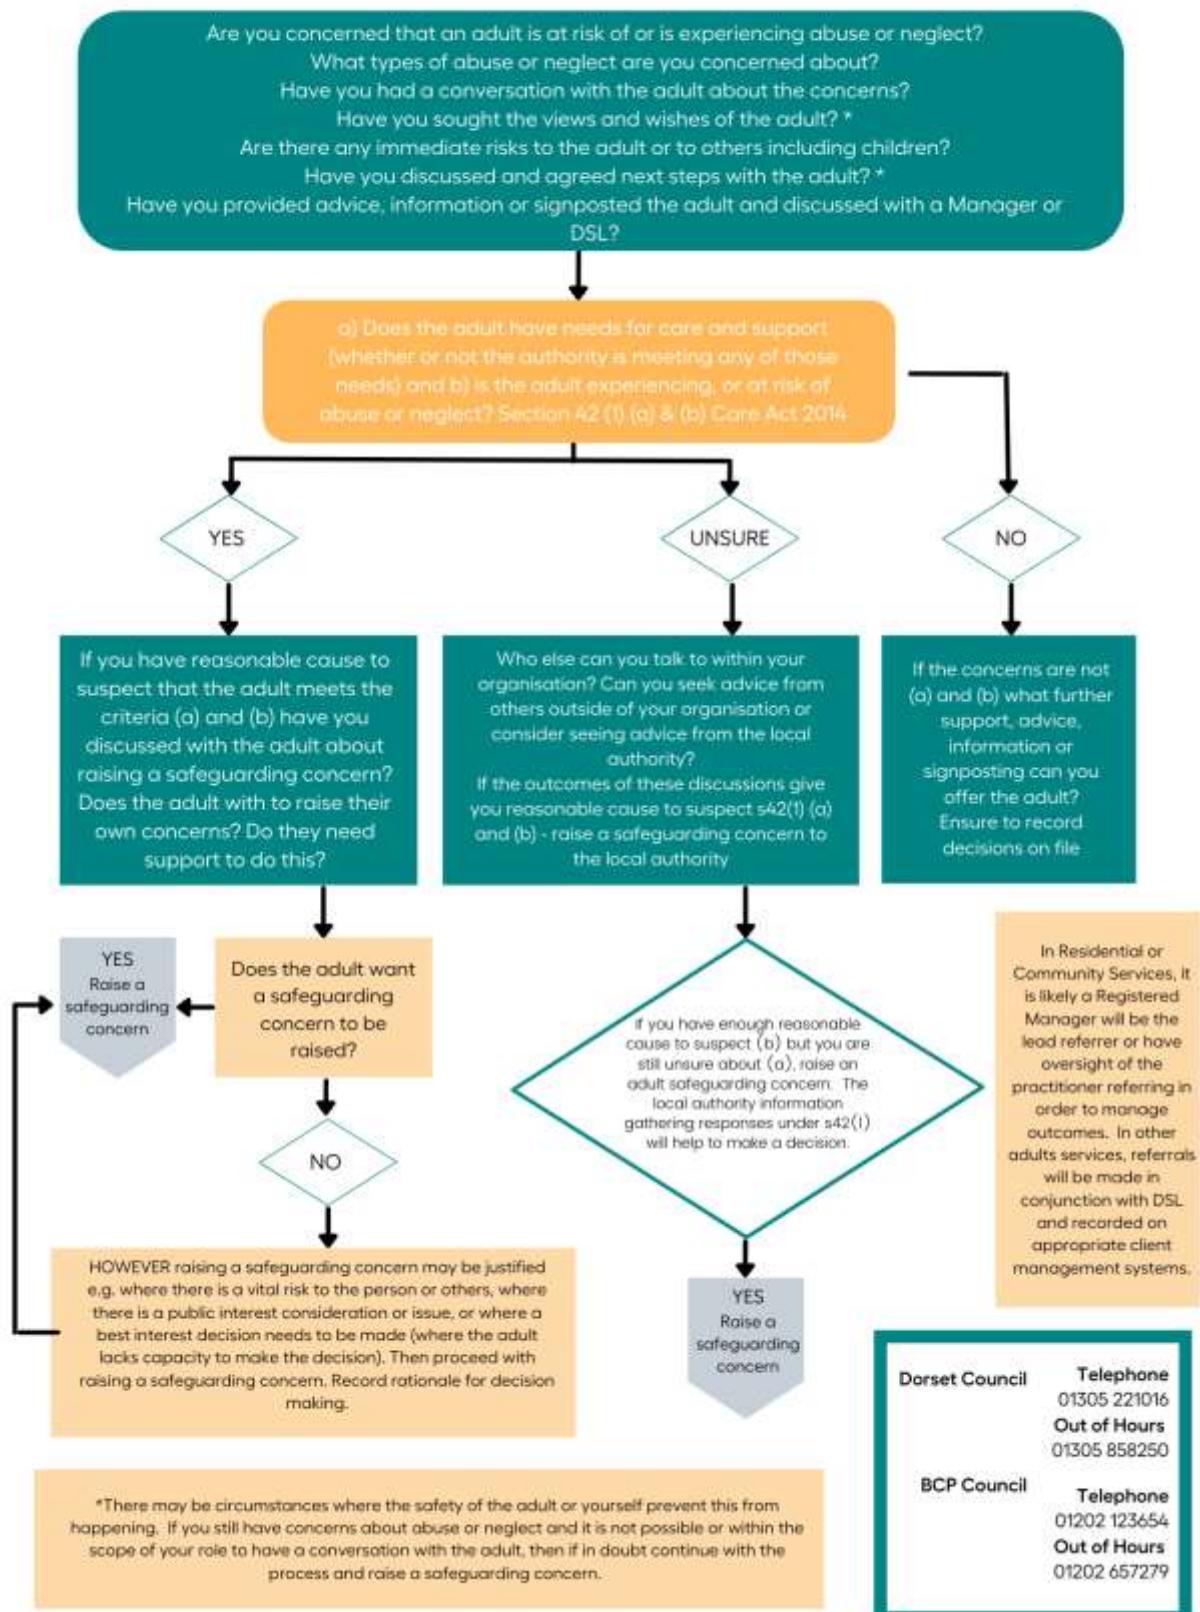 Are you concerned that an adult is at risk of or is experiencing abuse or neglect?
What types of abuse or neglect are you concerned about?
Have you had a conversation with the adult about the concerns?
Have you sought the views and wishes of the adult? *
Are there any immediate risks to the adult or to others including children?
Have you discussed and agreed next steps with the adult? *
Have you provided advice, information or signposted the adult and discussed with a Manager or
DSL?
a) Does the adult have needs for care and support
(whether or not the authority is meeting any of those
needs) and b) is the adult experiencing, or at risk of
abuse or neglect? Section 42 (1) (a) & (b) Care Act 2014
YES
UNSURE
NO
If you have reasonable cause to
suspect that the adult meets the
criteria (a) and (b) have you
discussed with the adult about
raising a safeguarding concern?
Does the adult with to raise their
own concerns? Do they need
support to do this?
Who else can you talk to within your
organisation? Can you seek advice from
others outside of your organisation or
consider seeing advice from the local
authority?
If the outcomes of these discussions give
you reasonable cause to suspect s42(1) (a)
and (b) - raise a safeguarding concern to
the local authority
If the concerns are not
(a) and (b) what further
support, advice,
information or
signposting can you
offer the adult?
Ensure to record
decisions on file
YES
Raise a
safeguarding
concern
Does the adult want
a safeguarding
concern to be
raised?
NO
HOWEVER raising a safeguarding concern may be justified
e.g. where there is a vital risk to the person or others, where
there is a public interest consideration or issue, or where a
best interest decision needs to be made (where the adult
lacks capacity to make the decision). Then proceed with
raising a safeguarding concern. Record rationale for decision
making.
If you have enough reasonable
cause to suspect (b) but you are
still unsure about (a), raise an
adult safeguarding concern. The
local authority information
gathering responses under s42(1)
will help to make a decision.
YES
Raise a
safeguarding
concern
In Residential or
Community Services, it
is likely a Registered
Manager will be the
lead referrer or have
oversight of the
practitioner referring in
order to manage
outcomes. In other
adults services, referrals
will be made in
conjunction with DSL
and recorded on
appropriate client
management systems.
*There may be circumstances where the safety of the adult or yourself prevent this from
happening. If you still have concerns about abuse or neglect and it is not possible or within the
scope of your role to have a conversation with the adult, then if in doubt continue with the
process and raise a safeguarding concern.
Dorset Council Telephone
01305 221016
Out of Hours
01305 858250
BCP Council
Telephone
01202 123654
Out of Hours
01202 657279